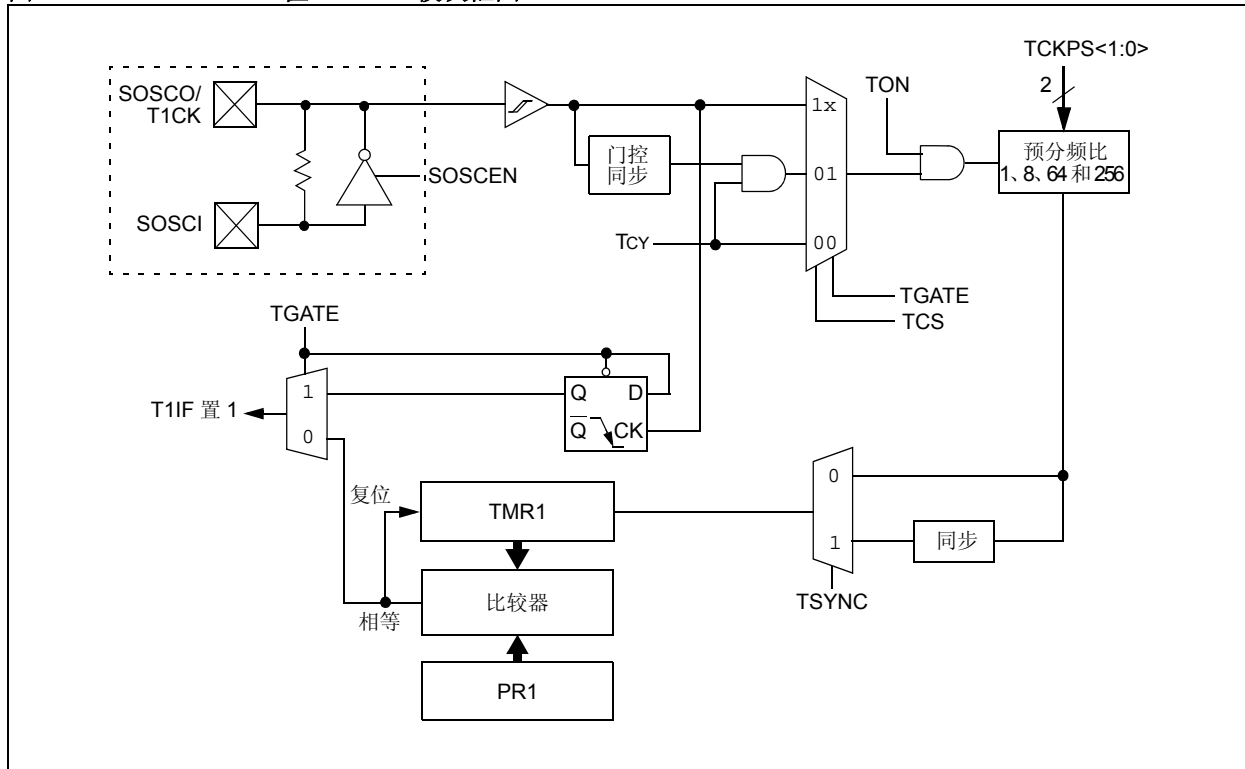 TCKPS<1:0>
2
TON
SOSCO/
T1CK
1x
预分频比
1、8、64 和 256
门控
同步
01
SOSCEN
SOSCI
TCY
00
TGATE
TCS
TGATE
1
Q
D
T1IF 置 1
0
Q
CK
0
复位
TMR1
1
同步
TSYNC
比较器
相等
PR1